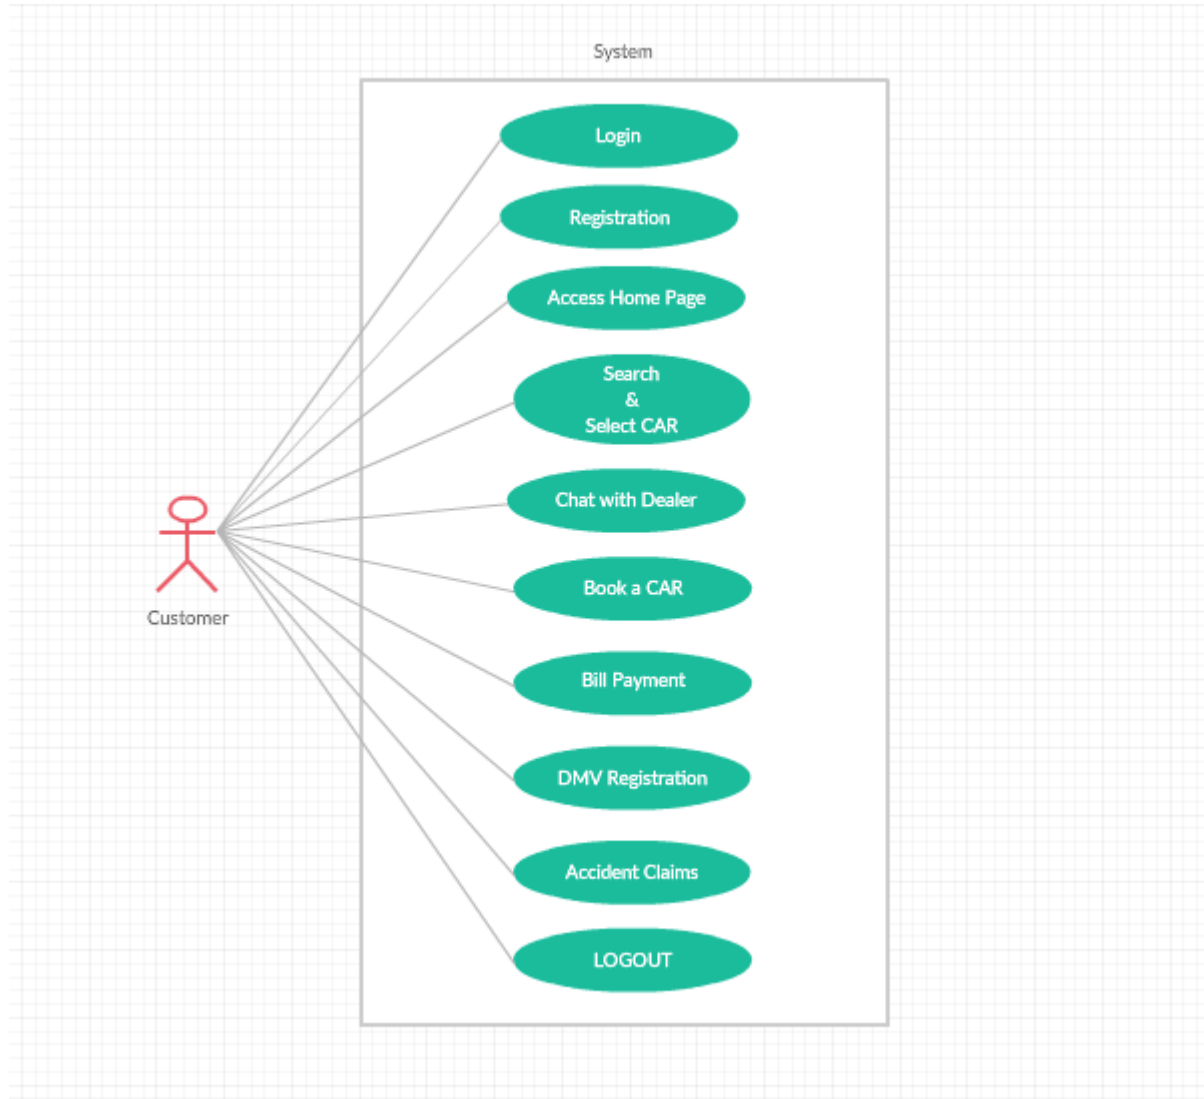 System
Login
Registration
Access Home Page
Search
&
Select CAR
Chat with Dealer
Book a CAR
Customer
Bill Payment
DMV Registration
Accident Claims
LOGOUT